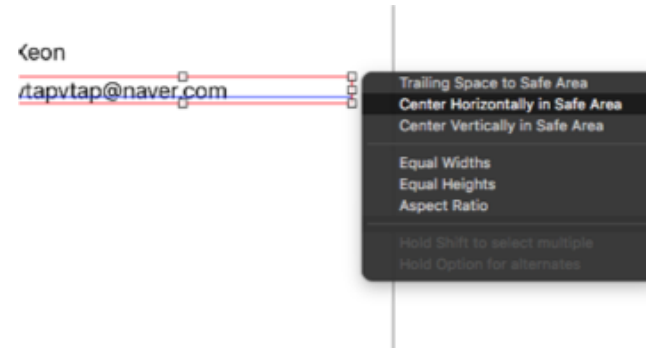 Keon
vtapvtap@naver.com
Trailing Space to Safe Area
Center Horizontally in Safe Area
Center Vertically in Safe Area
Equal Widths
Equal Heights
Aspect Ratio
Hold Shift to select multiple
Hold Option for alternates